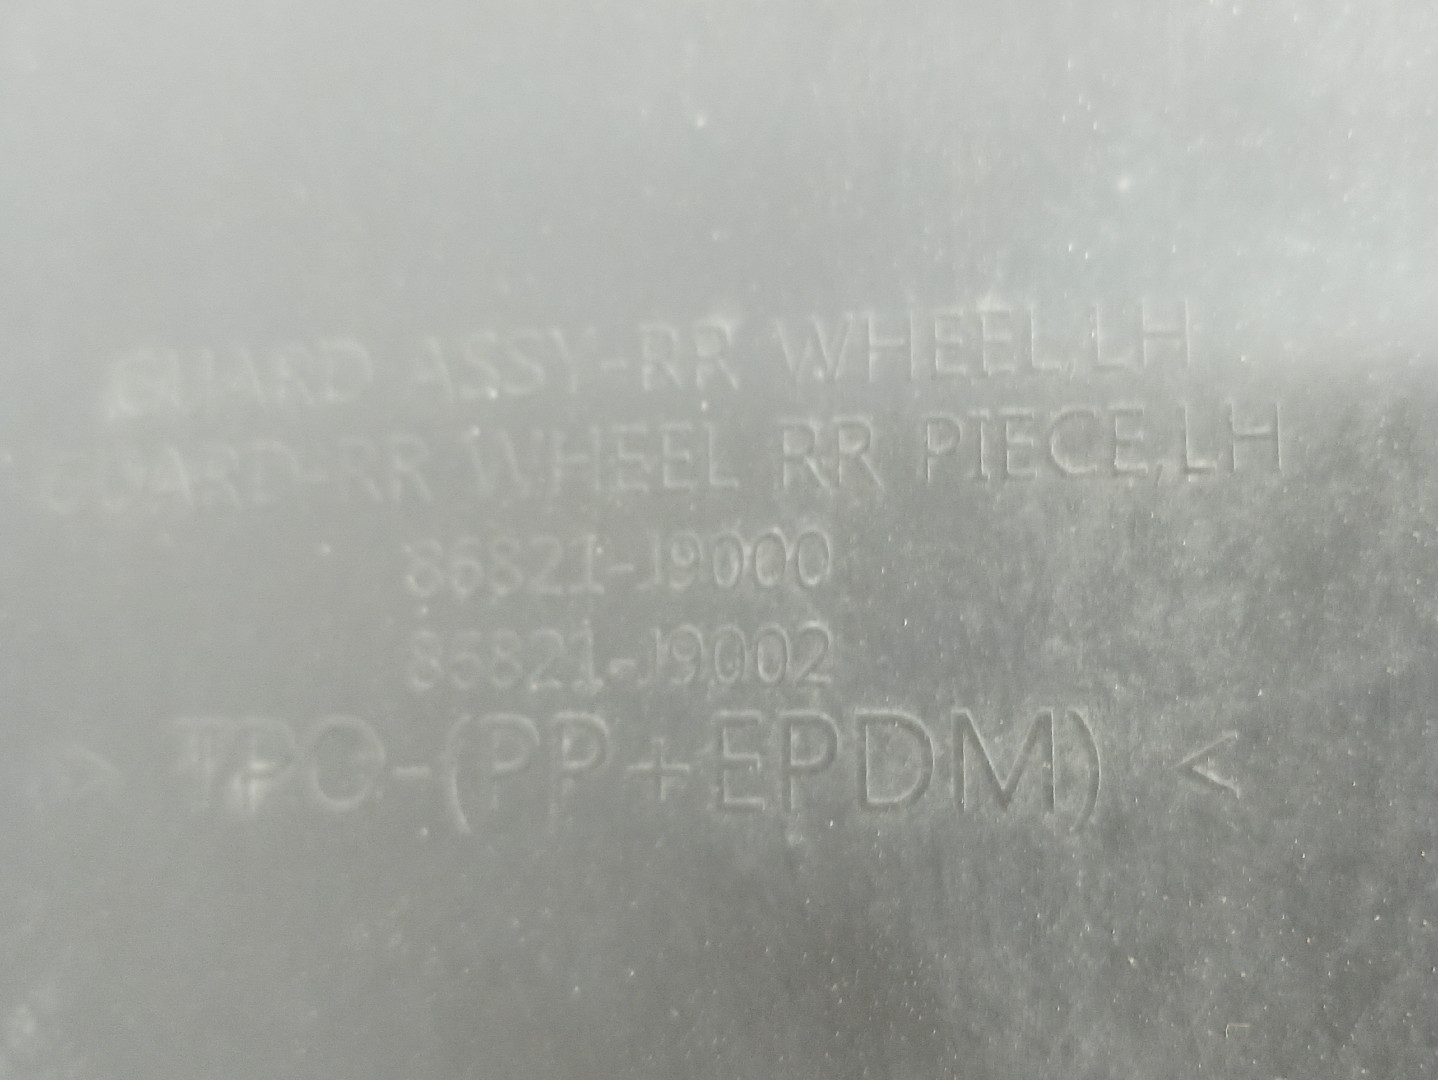 GUARD ASSY-RR WHEEL,LH
GUARD-RR WHEEL RR PIECE,LH
86821-J9000
86821-J9002
> TPO-(PP+EPDM) <